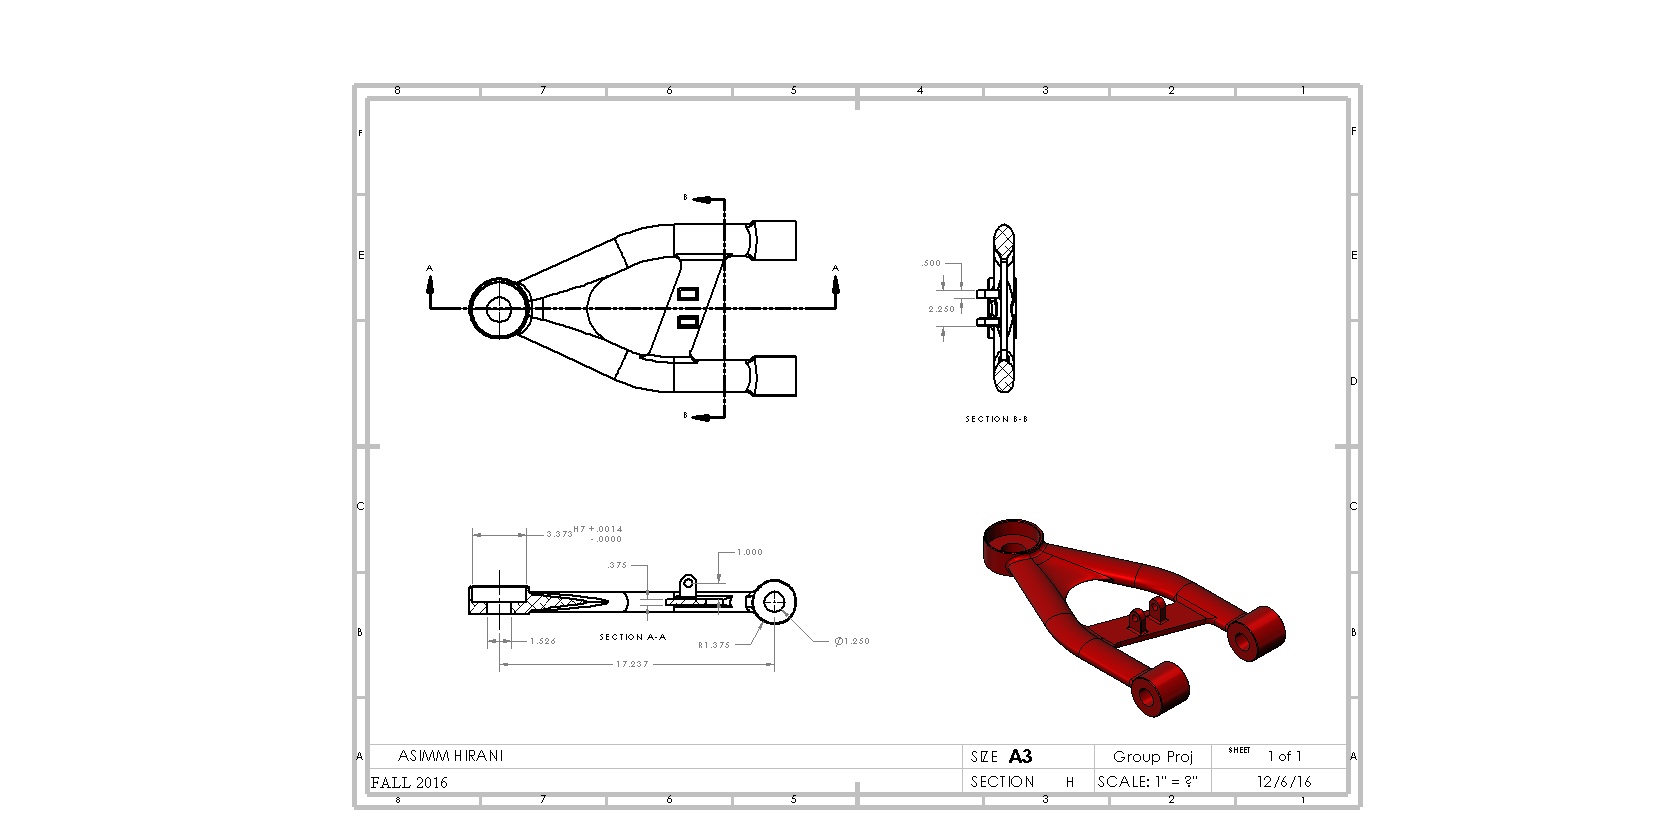 8 7 6 5 4 3 2 1
F F
B
E A A E
.500
2.250
D
B
SECTION B-B
C C
3.373 H7 +.0014
-.0000
1.000
.375
B B
SECTION A-A
1.526 R1.375 Ø1.250
17.237
A ASIMM HIRANI SIZE A3 Group Proj SHEET 1 of 1 A
FALL 2016 SECTION H SCALE: 1" = ?" 12/6/16
8 7 6 5 3 2 1